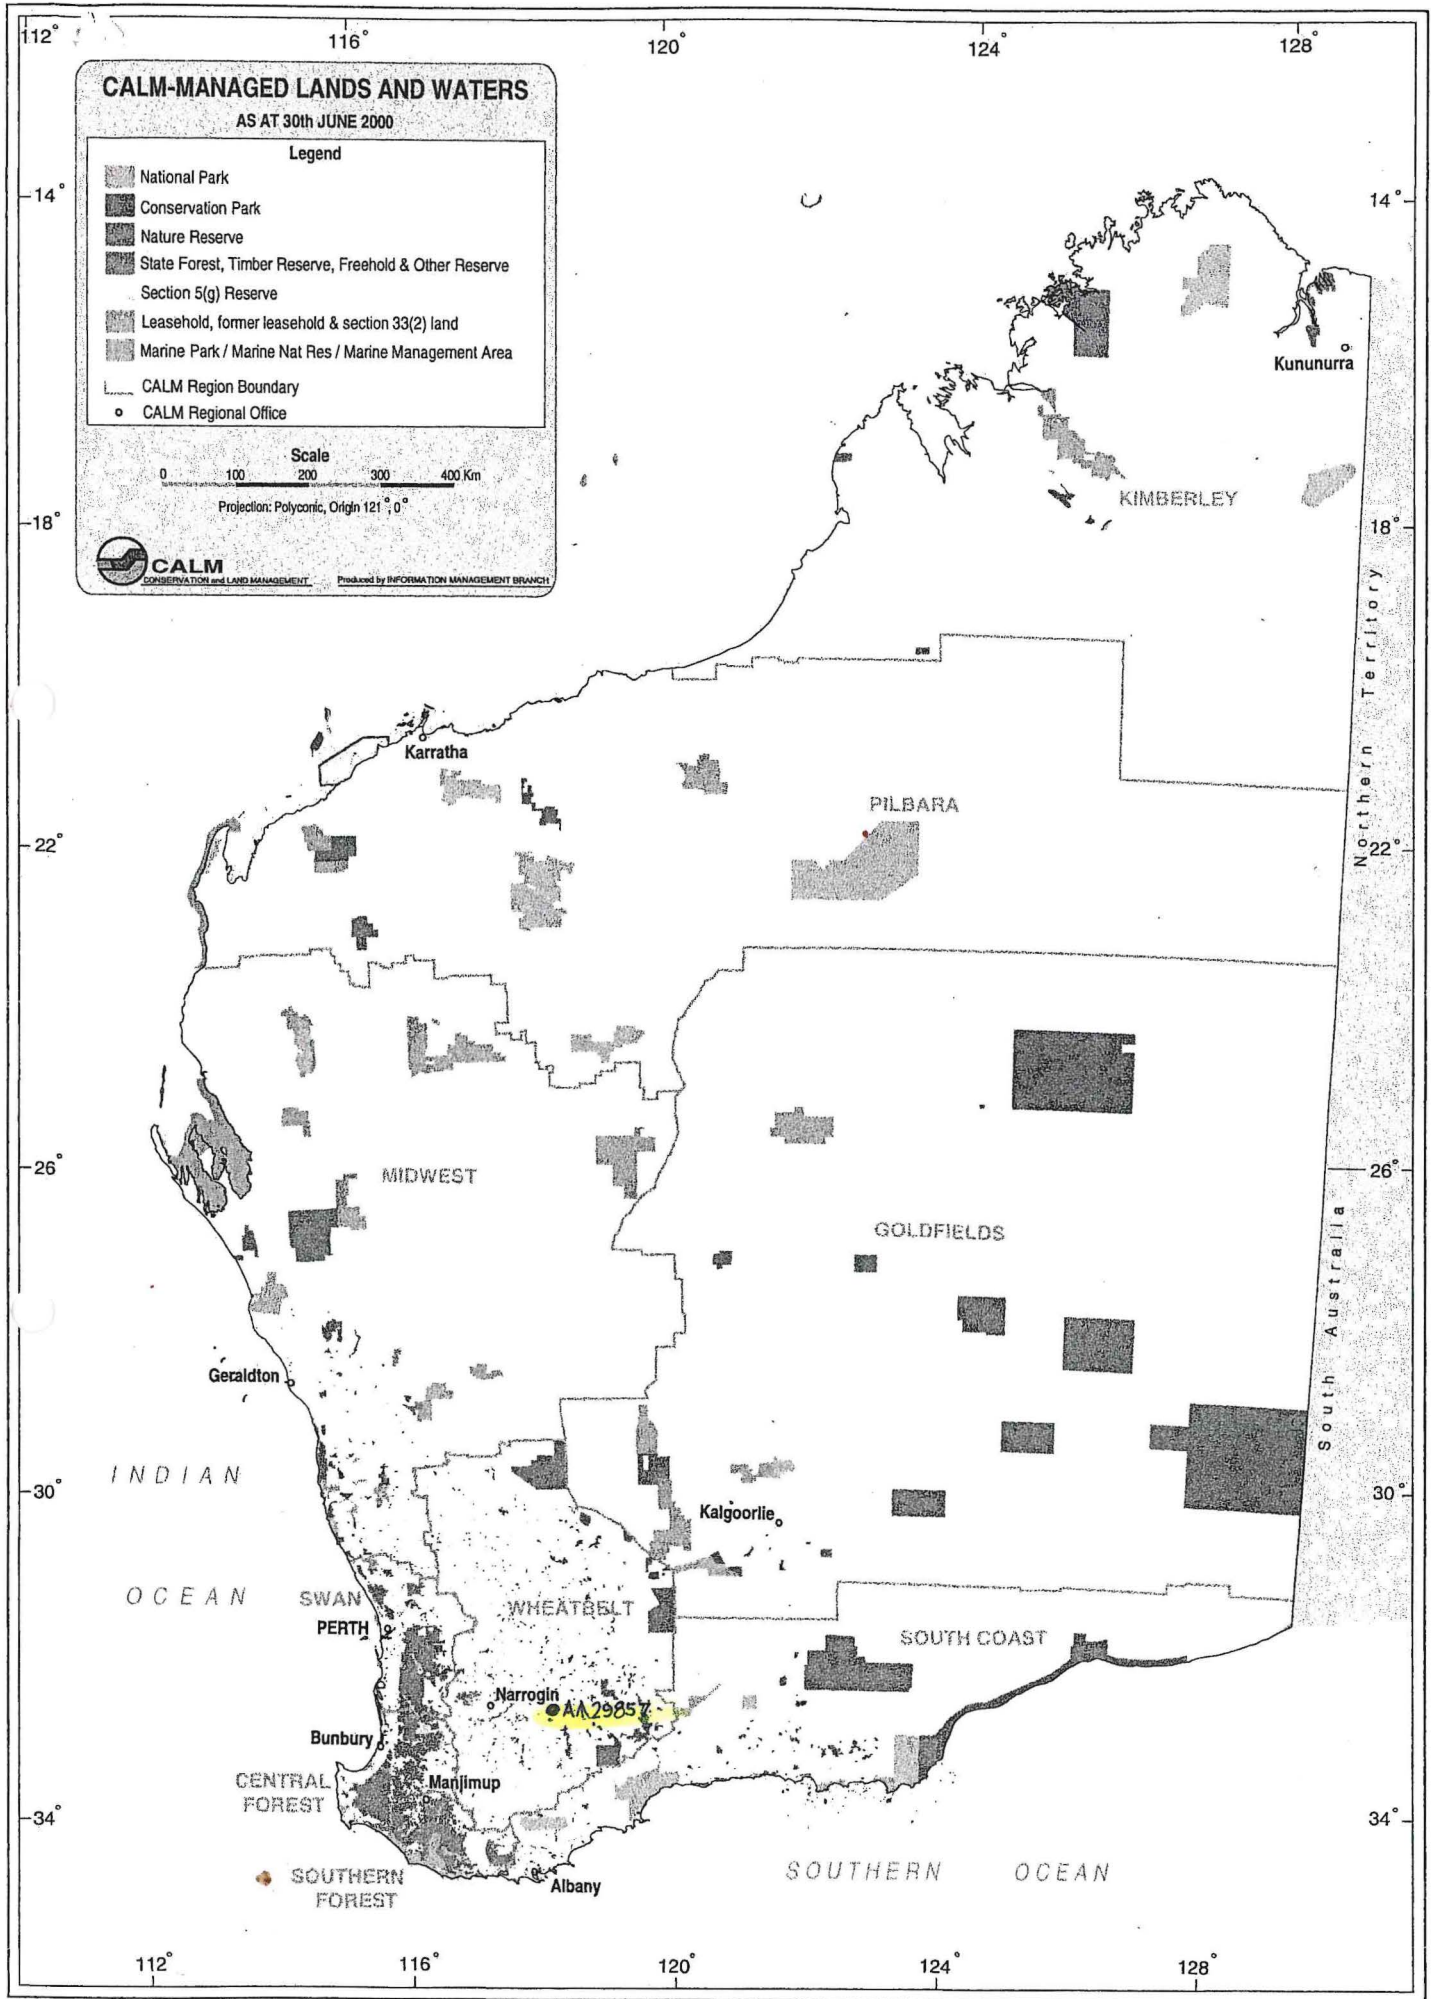 112° 116° 120° 124° 128°
CALM-MANAGED LANDS AND WATERS
AS AT 30th JUNE 2000
Legend
National Park
Conservation Park
Nature Reserve
State Forest, Timber Reserve, Freehold & Other Reserve
Section 5(g) Reserve
Leasehold, former leasehold & section 33(2) land
Marine Park / Marine Nat Res / Marine Management Area
CALM Region Boundary
CALM Regional Office
Scale
0 100 200 300 400 Km
Projection: Polyconic, Origin 121°, 0°
CALM
CONSERVATION and LAND MANAGEMENT
Produced by INFORMATION MANAGEMENT BRANCH
14° 14°
Kununurra
KIMBERLEY
18° 18°
Northern Territory
Karratha
PILBARA
22° 22°
26° 26°
MIDWEST
GOLDFIELDS
South Australia
Geraldton
INDIAN
30° 30°
Kalgoorlie
OCEAN
SWAN
WHEATBELT
PERTH
SOUTH COAST
Narrogin
AA29857
Bunbury
CENTRAL
FOREST
Manjimup
34° 34°
SOUTHERN
FOREST
Albany
SOUTHERN OCEAN
112° 116° 120° 124° 128°